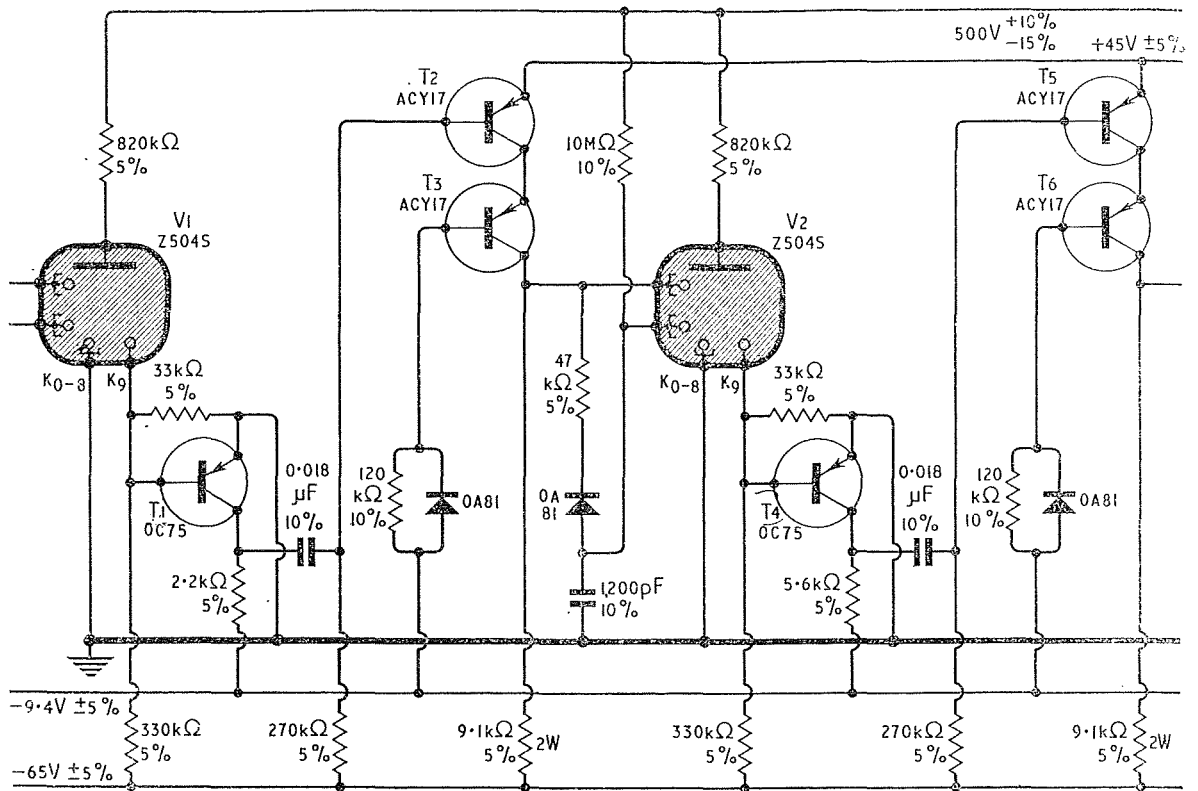 500V +10%
-15%
+45V ±5%
T2
ACY17
T5
ACY17
820kΩ
5%
10MΩ
10%
820kΩ
5%
T3
ACY17
T6
ACY17
V1
Z504S
V2
Z504S
K0-8
K9
33kΩ
5%
47
kΩ
5%
K0-8
K9
33kΩ
5%
T1
OC75
0·018
µF
10%
120
kΩ
10%
OA81
OA
81
T4
OC75
0·018
µF
10%
120
kΩ
10%
OA81
2·2kΩ
5%
1,200pF
10%
5·6kΩ
5%
-9·4V ±5%
330kΩ
5%
270kΩ
5%
9·1kΩ
5%
2W
330kΩ
5%
270kΩ
5%
9·1kΩ
5%
2W
-65V ±5%